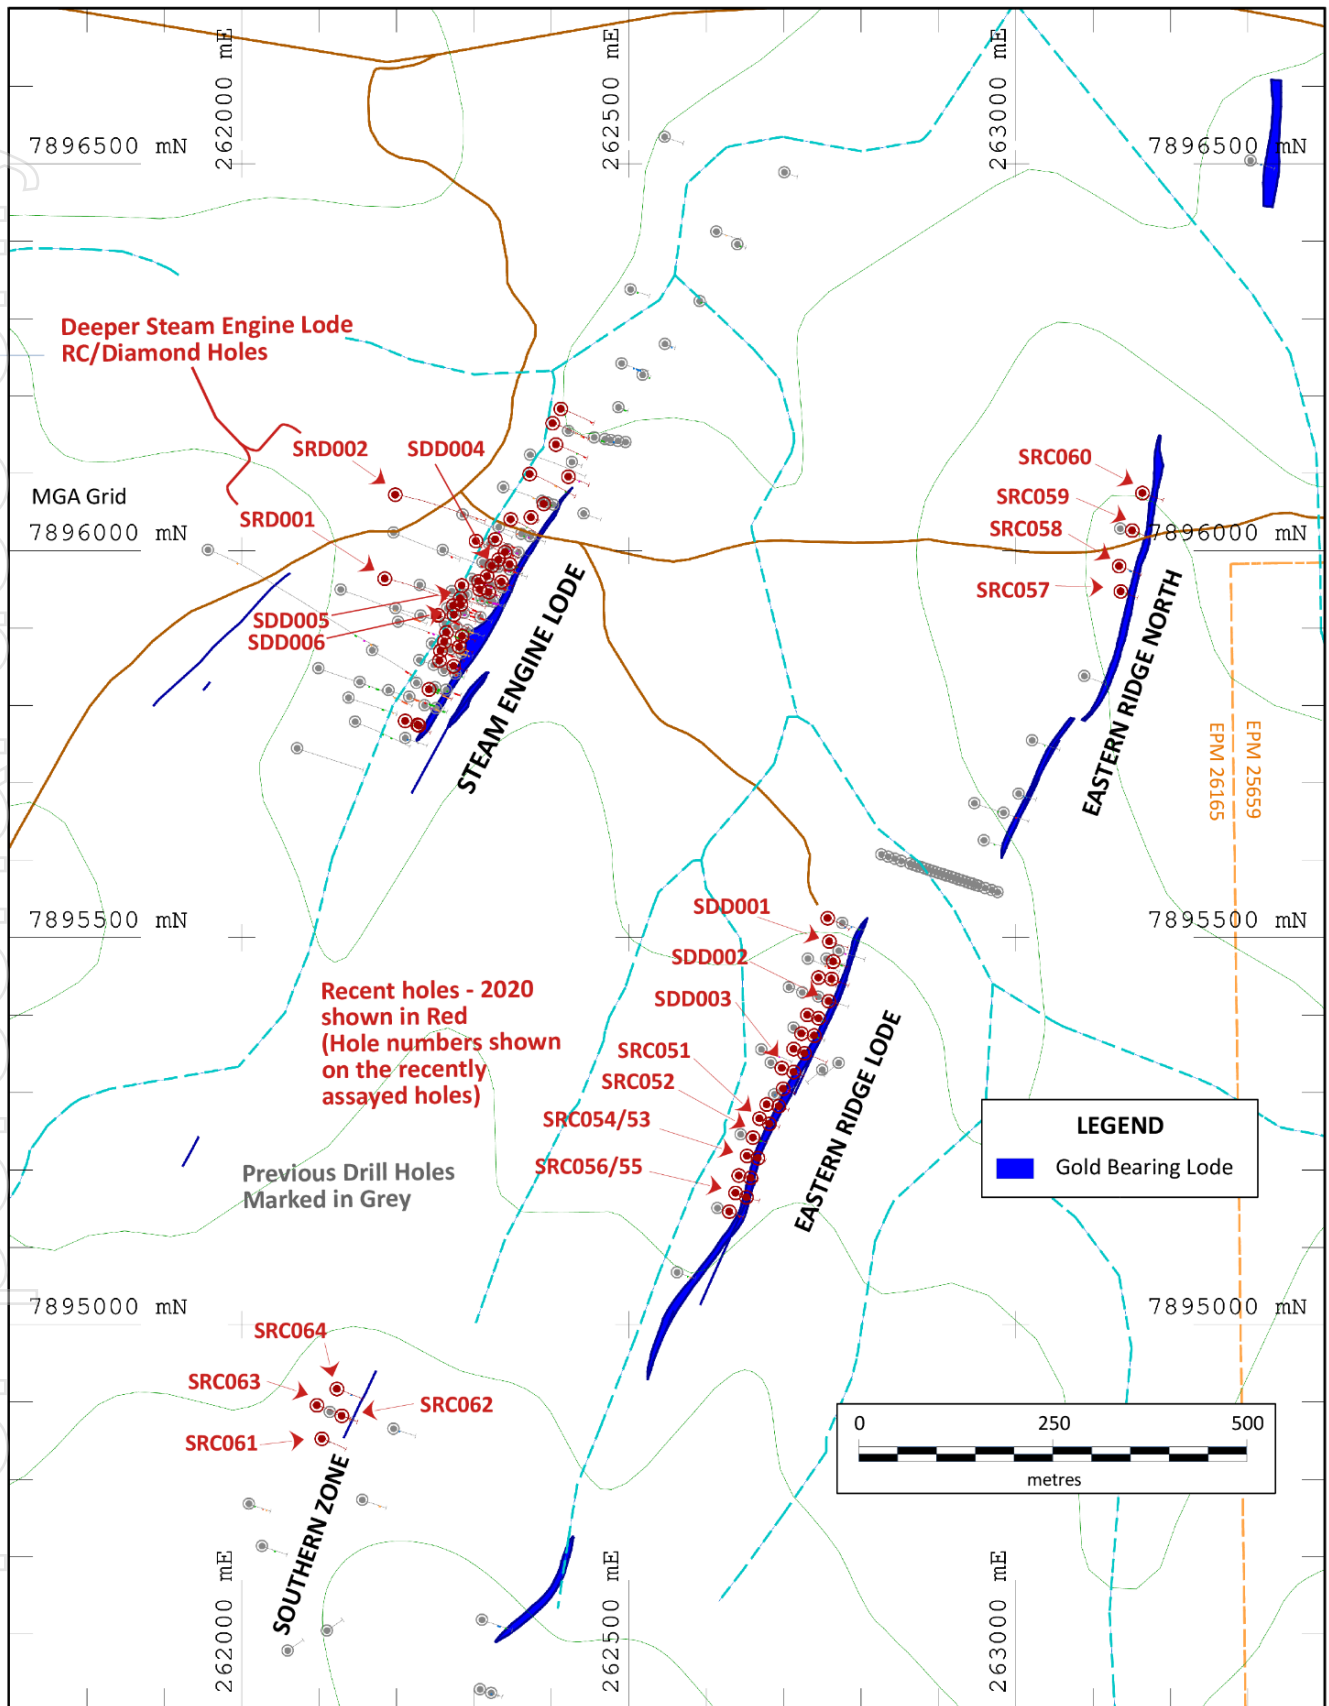 262000 mE
262500 mE
263000 mE
7896500 mN
7896500 mN
Deeper Steam Engine Lode
RC/Diamond Holes
SRD002
SDD004
SRC060
MGA Grid
SRC059
SRD001
SRC058
7896000 mN
7896000 mN
SRC057
SDD005
SDD006
STEAM ENGINE LODE
EASTERN RIDGE NORTH
EPM 26165
EPM 25659
SDD001
7895500 mN
7895500 mN
SDD002
SDD003
Recent holes - 2020
shown in Red
(Hole numbers shown
on the recently
assayed holes)
SRC051
SRC052
SRC054/53
SRC056/55
EASTERN RIDGE LODE
LEGEND
Gold Bearing Lode
Previous Drill Holes
Marked in Grey
7895000 mN
7895000 mN
SRC064
SRC063
SRC062
SRC061
SOUTHERN ZONE
0 250 500
metres
262000 mE
262500 mE
263000 mE